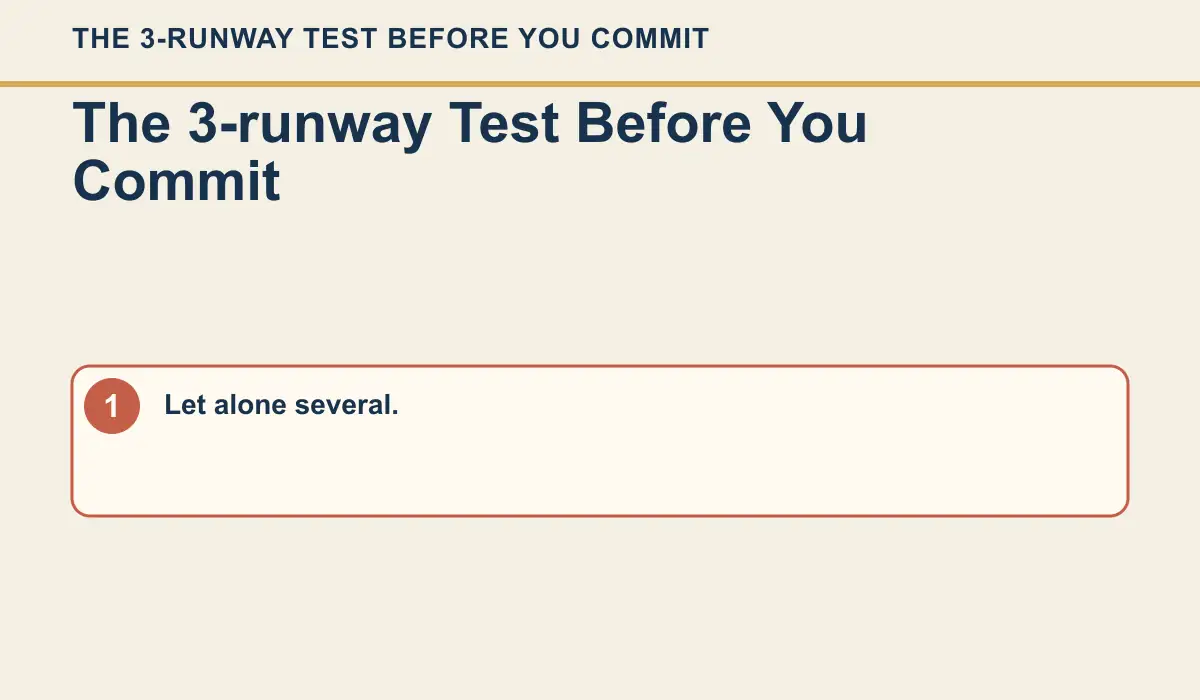 THE 3-RUNWAY TEST BEFORE YOU COMMIT
The 3-runway Test Before You
Commit
1 Let alone several.